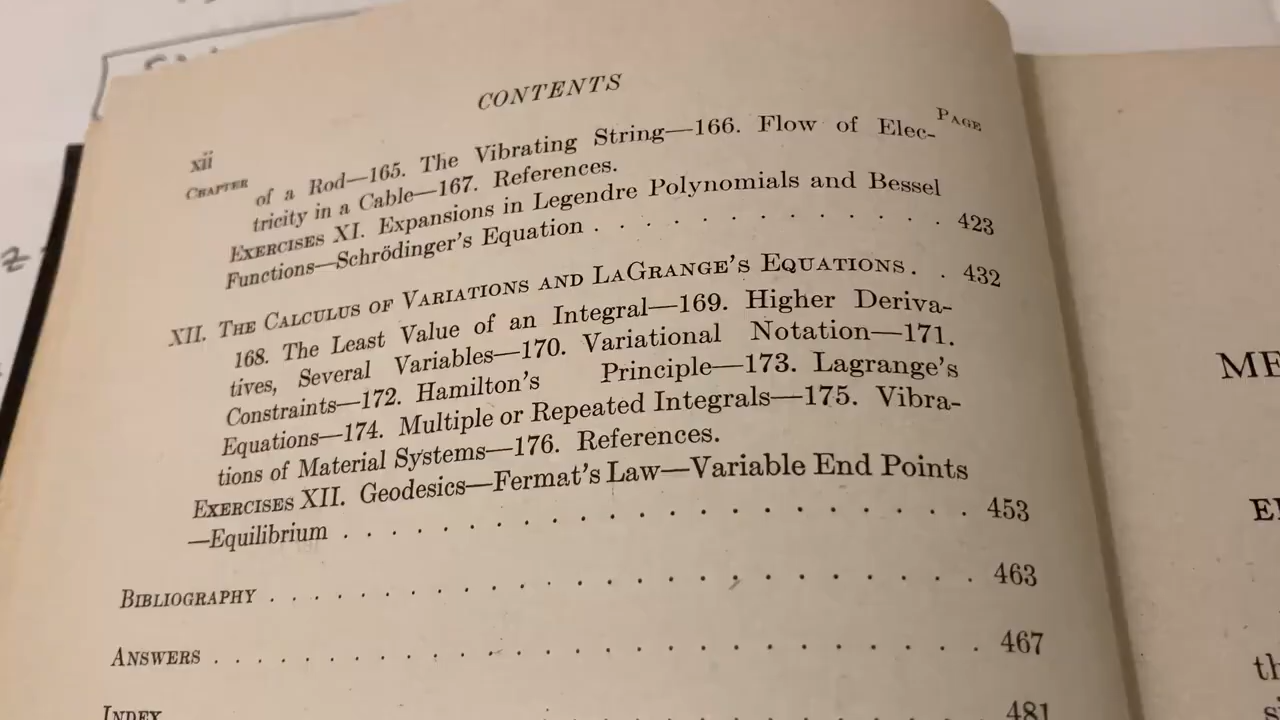 CONTENTS
xii
PAGE
CHAPTER
of a Rod—165. The Vibrating String—166. Flow of Elec-
tricity in a Cable—167. References.
EXERCISES XI. Expansions in Legendre Polynomials and Bessel
Functions—Schrödinger's Equation . . . . . . . . . . . . 423
XII. THE CALCULUS OF VARIATIONS AND LAGRANGE'S EQUATIONS. . 432
168. The Least Value of an Integral—169. Higher Deriva-
tives, Several Variables—170. Variational Notation—171.
Constraints—172. Hamilton's Principle—173. Lagrange's
Equations—174. Multiple or Repeated Integrals—175. Vibra-
tions of Material Systems—176. References.
EXERCISES XII. Geodesics—Fermat's Law—Variable End Points
—Equilibrium . . . . . . . . . . . . . . . . . . . 453
BIBLIOGRAPHY . . . . . . . . . . . . . . . . . . . . . 463
ANSWERS . . . . . . . . . . . . . . . . . . . . . . . 467
INDEX . . . . . . . . . . . . . . . . . . . . . . . . 481
ME